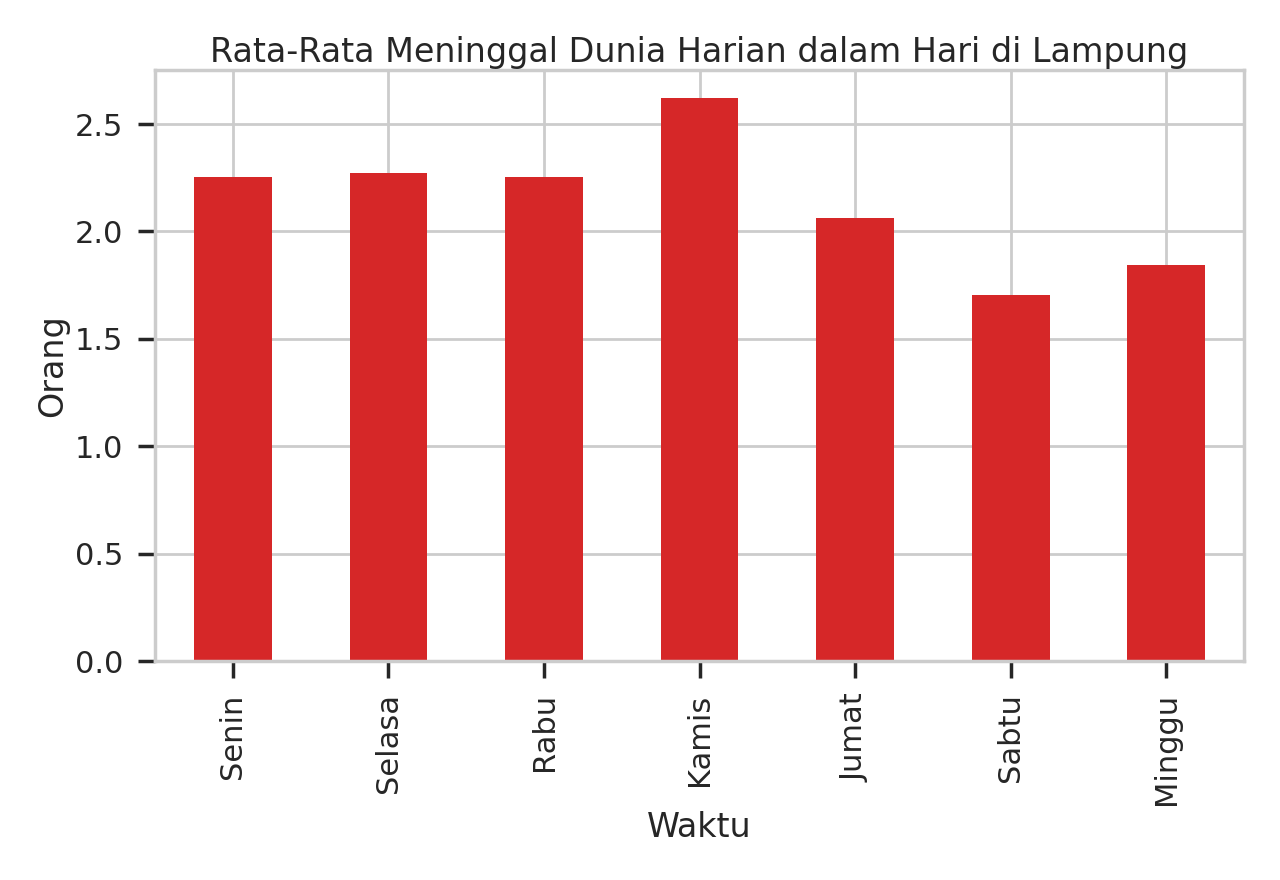 Rata-Rata Meninggal Dunia Harian dalam Hari di Lampung
2.5
2.0
1.5
1.0
0.5
0.0
Orang
Senin
Selasa
Rabu
Kamis
Jumat
Sabtu
Minggu
Waktu